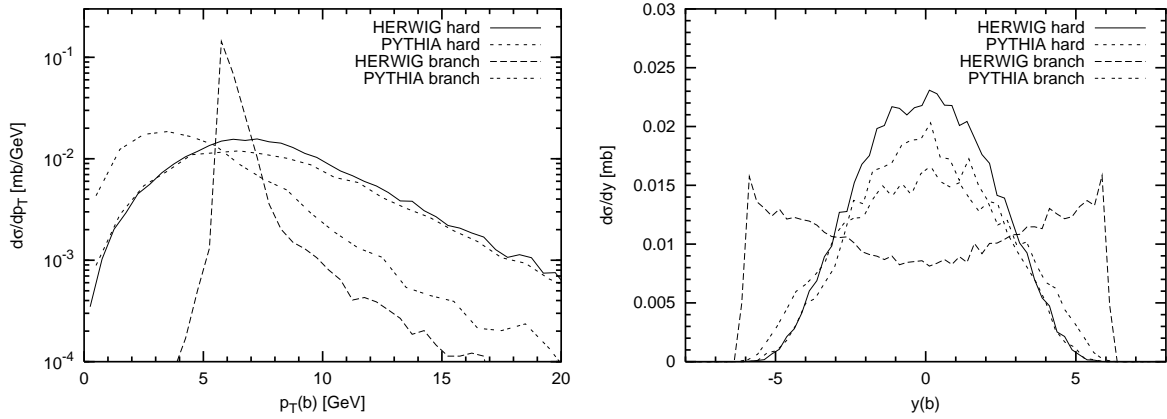 HERWIG hard
PYTHIA hard
HERWIG branch
PYTHIA branch
10⁻¹
10⁻²
10⁻³
10⁻⁴
dσ/dp_T [mb/GeV]
0 5 10 15 20
p_T(b) [GeV]
HERWIG hard
PYTHIA hard
HERWIG branch
PYTHIA branch
0.03
0.025
0.02
0.015
0.01
0.005
0
dσ/dy [mb]
-5 0 5
y(b)